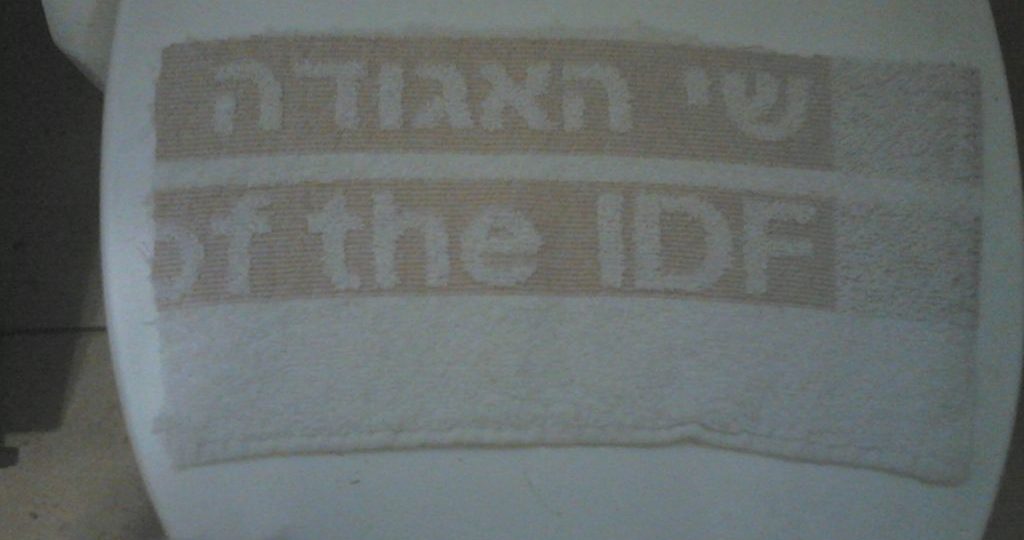 שי האגודה
of the IDF